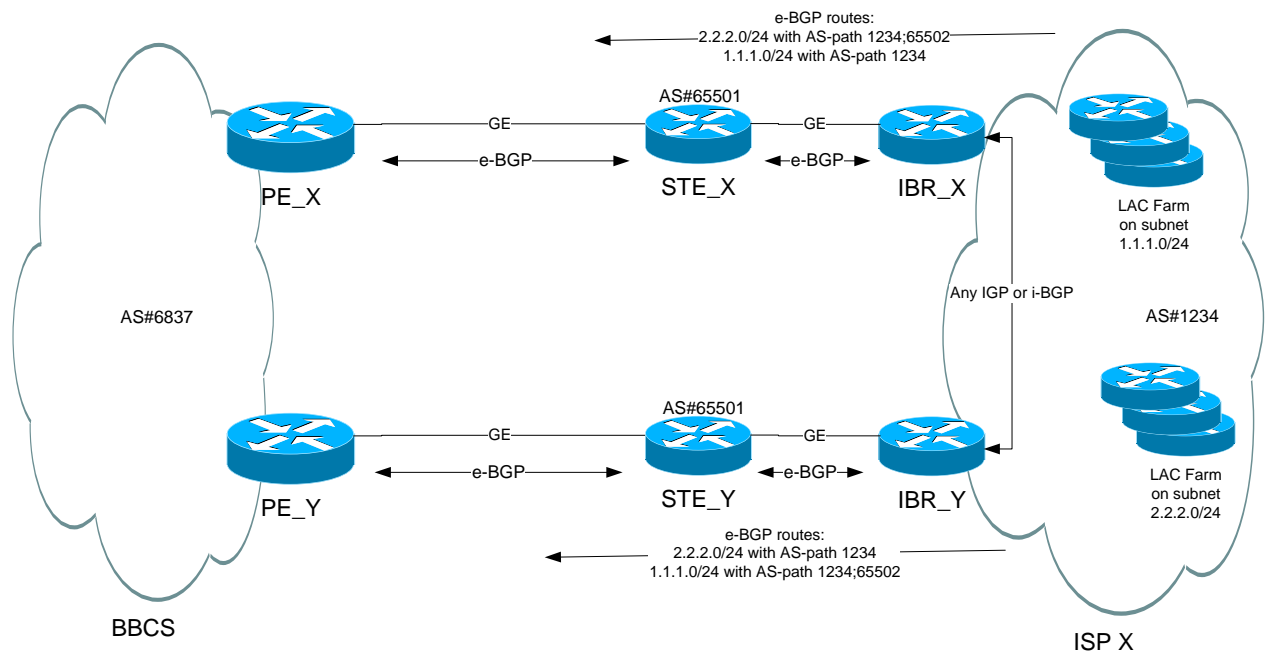 e-BGP routes:
2.2.2.0/24 with AS-path 1234;65502
1.1.1.0/24 with AS-path 1234
AS#65501
GE
GE
e-BGP
e-BGP
PE_X
STE_X
IBR_X
LAC Farm
on subnet
1.1.1.0/24
Any IGP or i-BGP
AS#6837
AS#1234
AS#65501
GE
GE
e-BGP
e-BGP
PE_Y
STE_Y
IBR_Y
LAC Farm
on subnet
2.2.2.0/24
e-BGP routes:
2.2.2.0/24 with AS-path 1234
1.1.1.0/24 with AS-path 1234;65502
BBCS
ISP X